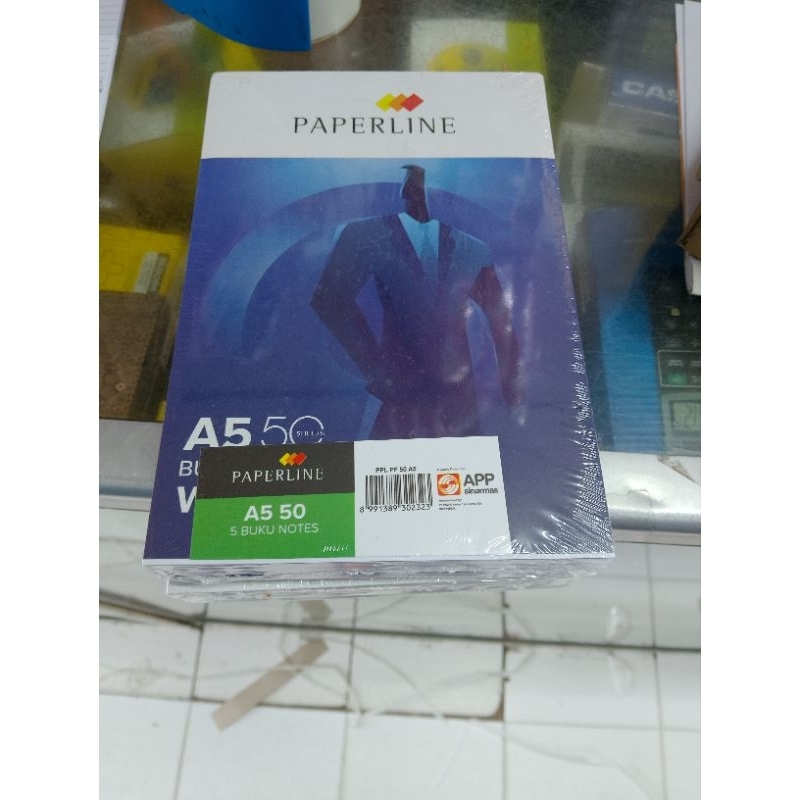 PAPERLINE
CAS
A5 50
BU
W
PAPERLINE
A5 50
5 BUKU NOTES
PPL PF 50 A5
8 991389 302323
APP
sinarmas